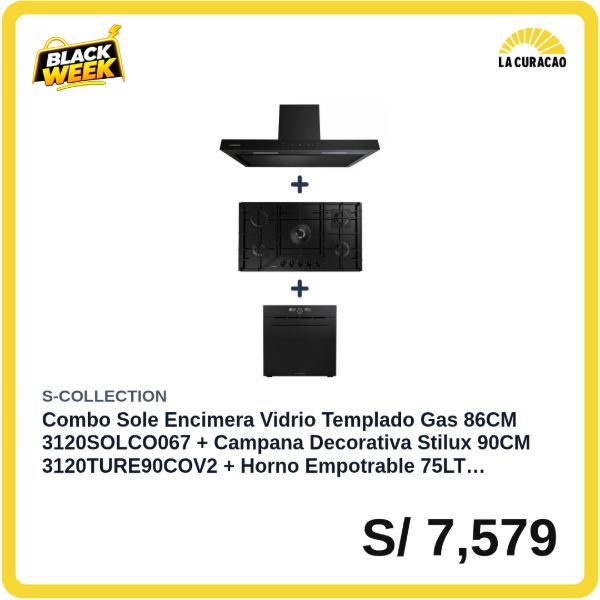 BLACK
WEEK
LA CURACAO
S-COLLECTION
Combo Sole Encimera Vidrio Templado Gas 86CM
3120SOLCO067 + Campana Decorativa Stilux 90CM
3120TURE90COV2 + Horno Empotrable 75LT…
S/ 7,579